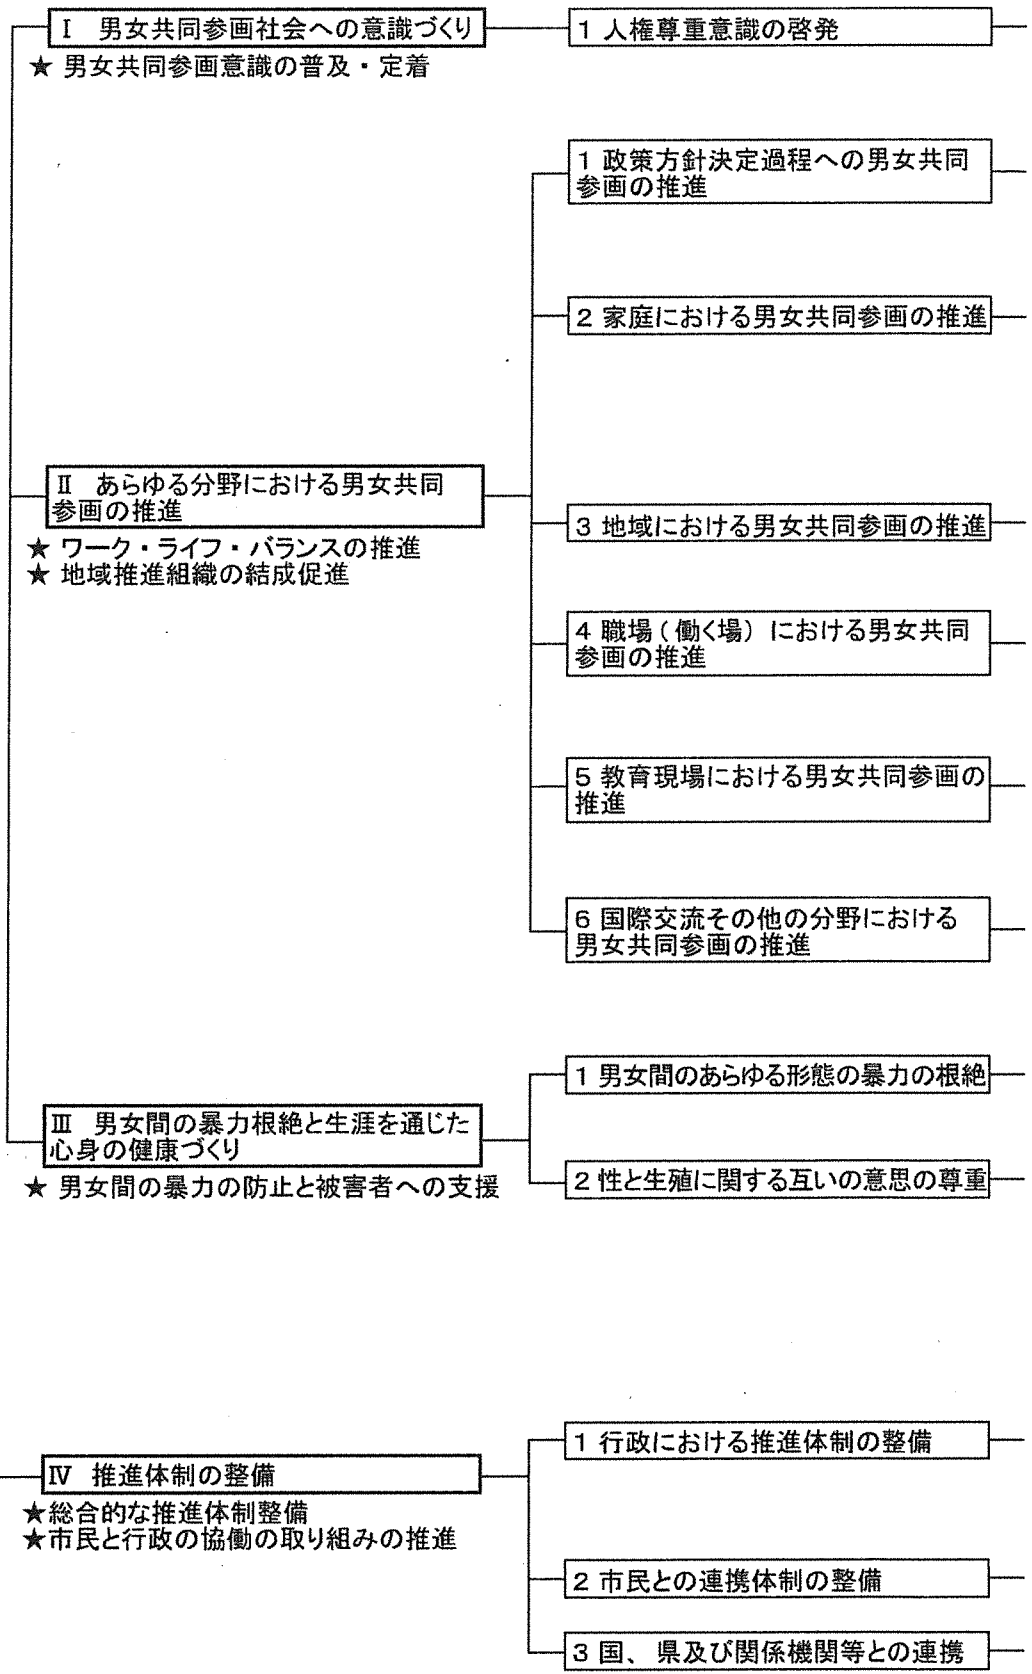 Ⅰ 男女共同参画社会への意識づくり
★ 男女共同参画意識の普及・定着
1 人権尊重意識の啓発
Ⅱ あらゆる分野における男女共同
参画の推進
★ ワーク・ライフ・バランスの推進
★ 地域推進組織の結成促進
1 政策方針決定過程への男女共同
参画の推進
2 家庭における男女共同参画の推進
3 地域における男女共同参画の推進
4 職場(働く場) における男女共同
参画の推進
5 教育現場における男女共同参画の
推進
6 国際交流その他の分野における
男女共同参画の推進
Ⅲ 男女間の暴力根絶と生涯を通じた
心身の健康づくり
★ 男女間の暴力の防止と被害者への支援
1 男女間のあらゆる形態の暴力の根絶
2 性と生殖に関する互いの意思の尊重
Ⅳ 推進体制の整備
★総合的な推進体制整備
★市民と行政の協働の取り組みの推進
1 行政における推進体制の整備
2 市民との連携体制の整備
3 国、県及び関係機関等との連携